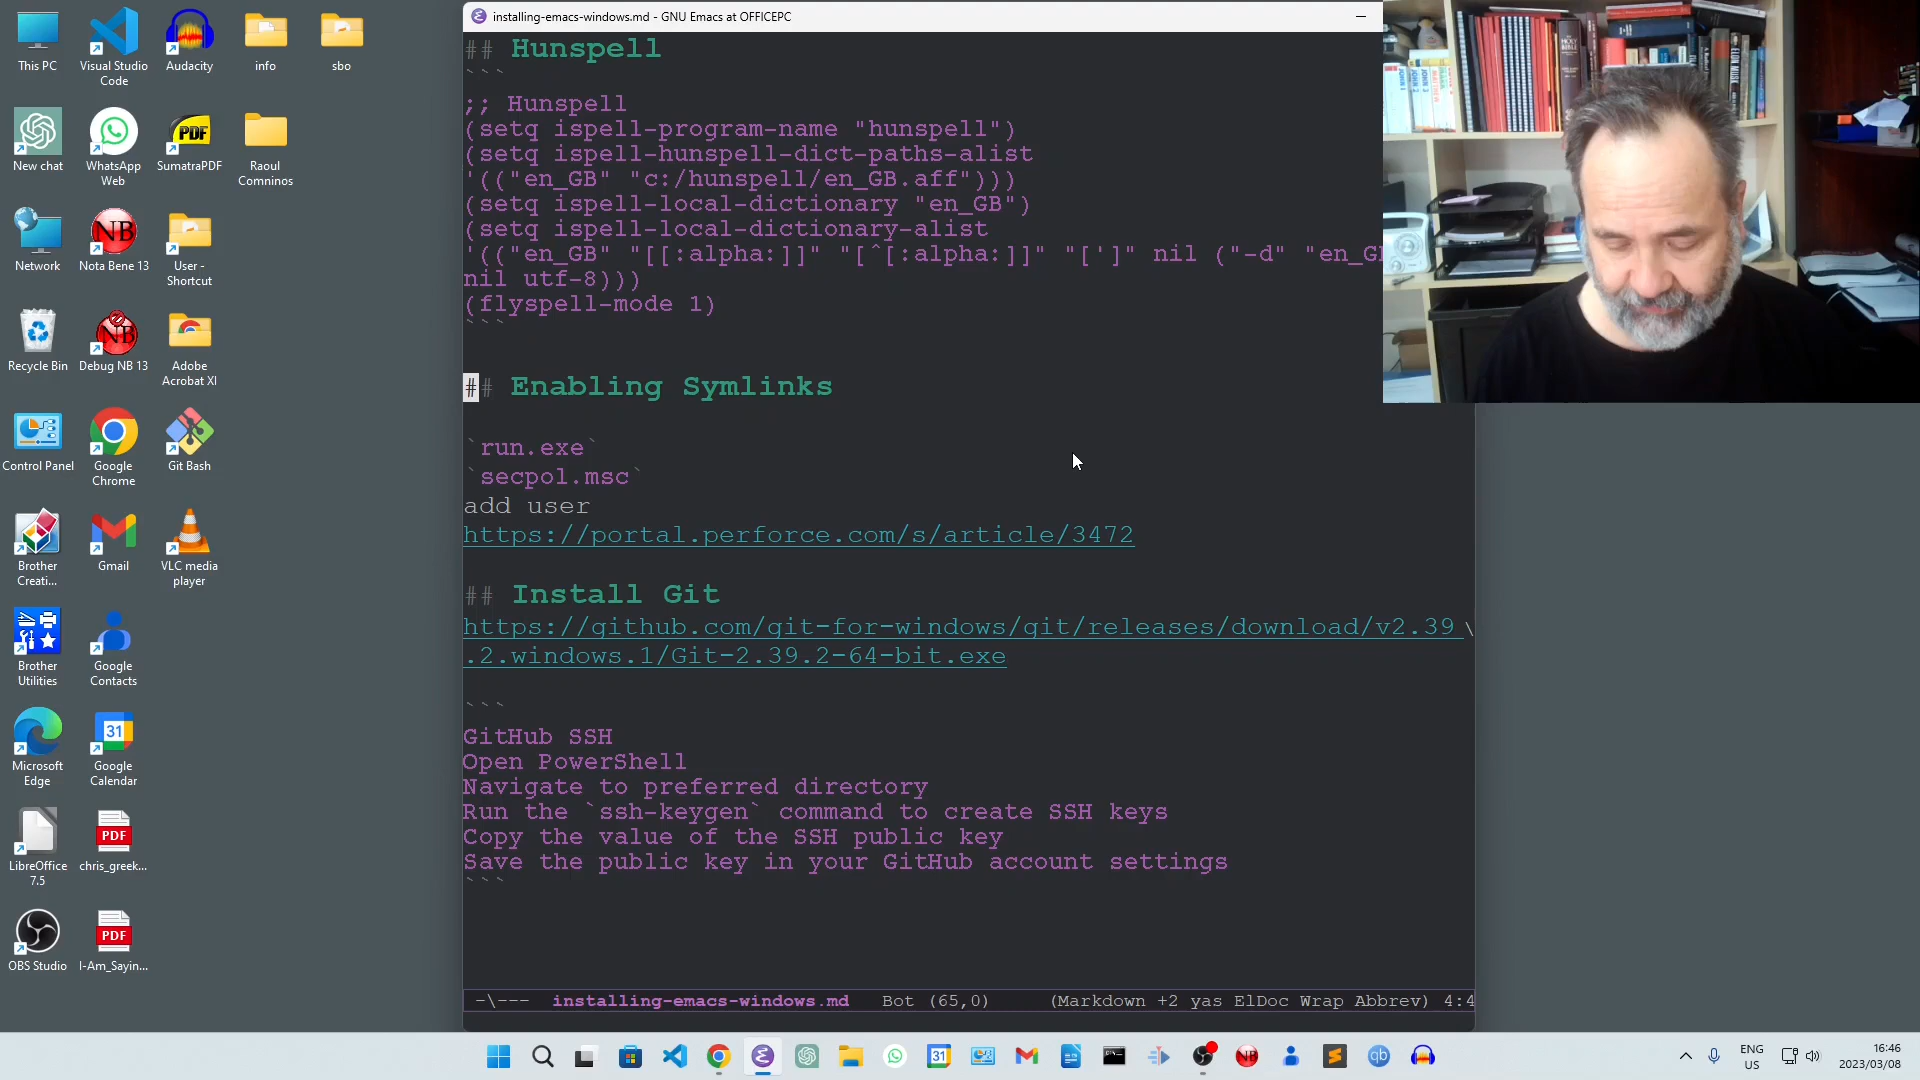 installing-emacs-windows.md - GNU Emacs at OFFICEPC
## Hunspell
```
;; Hunspell
(setq ispell-program-name "hunspell")
(setq ispell-hunspell-dict-paths-alist
'(("en_GB" "c:/hunspell/en_GB.aff")))
(setq ispell-local-dictionary "en_GB")
(setq ispell-local-dictionary-alist
'(("en_GB" "[[:alpha:]]" "[^[:alpha:]]" "[']" nil ("-d" "en_G
nil utf-8)))
(flyspell-mode 1)
```
## Enabling Symlinks
`run.exe`
`secpol.msc`
add user
https://portal.perforce.com/s/article/3472
## Install Git
https://github.com/git-for-windows/git/releases/download/v2.39\
.2.windows.1/Git-2.39.2-64-bit.exe
```
GitHub SSH
Open PowerShell
Navigate to preferred directory
Run the `ssh-keygen` command to create SSH keys
Copy the value of the SSH public key
Save the public key in your GitHub account settings
```
-\--- installing-emacs-windows.md Bot (65,0) (Markdown +2 yas ElDoc Wrap Abbrev) 4:4
This PC
Visual Studio Code
Audacity
info
sbo
New chat
WhatsApp Web
SumatraPDF
Raoul Comninos
Network
Nota Bene 13
User - Shortcut
Recycle Bin
Debug NB 13
Adobe Acrobat XI
Control Panel
Google Chrome
Git Bash
Brother Creati...
Gmail
VLC media player
Brother Utilities
Google Contacts
Microsoft Edge
Google Calendar
LibreOffice 7.5
chris_greek...
OBS Studio
I-Am_Sayin...
ENG
US
16:46
2023/03/08